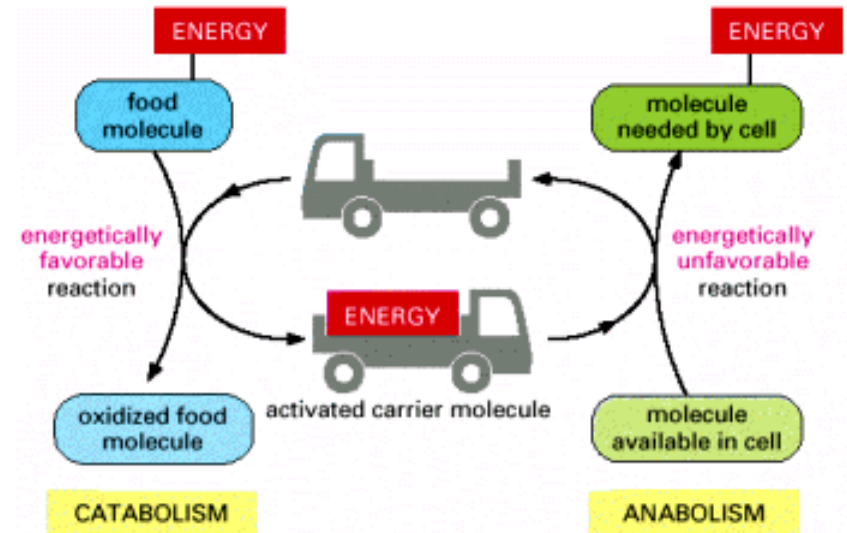 ENERGY
ENERGY
food
molecule
molecule
needed by cell
energetically
favorable
reaction
energetically
unfavorable
reaction
ENERGY
activated carrier molecule
oxidized food
molecule
molecule
available in cell
CATABOLISM
ANABOLISM